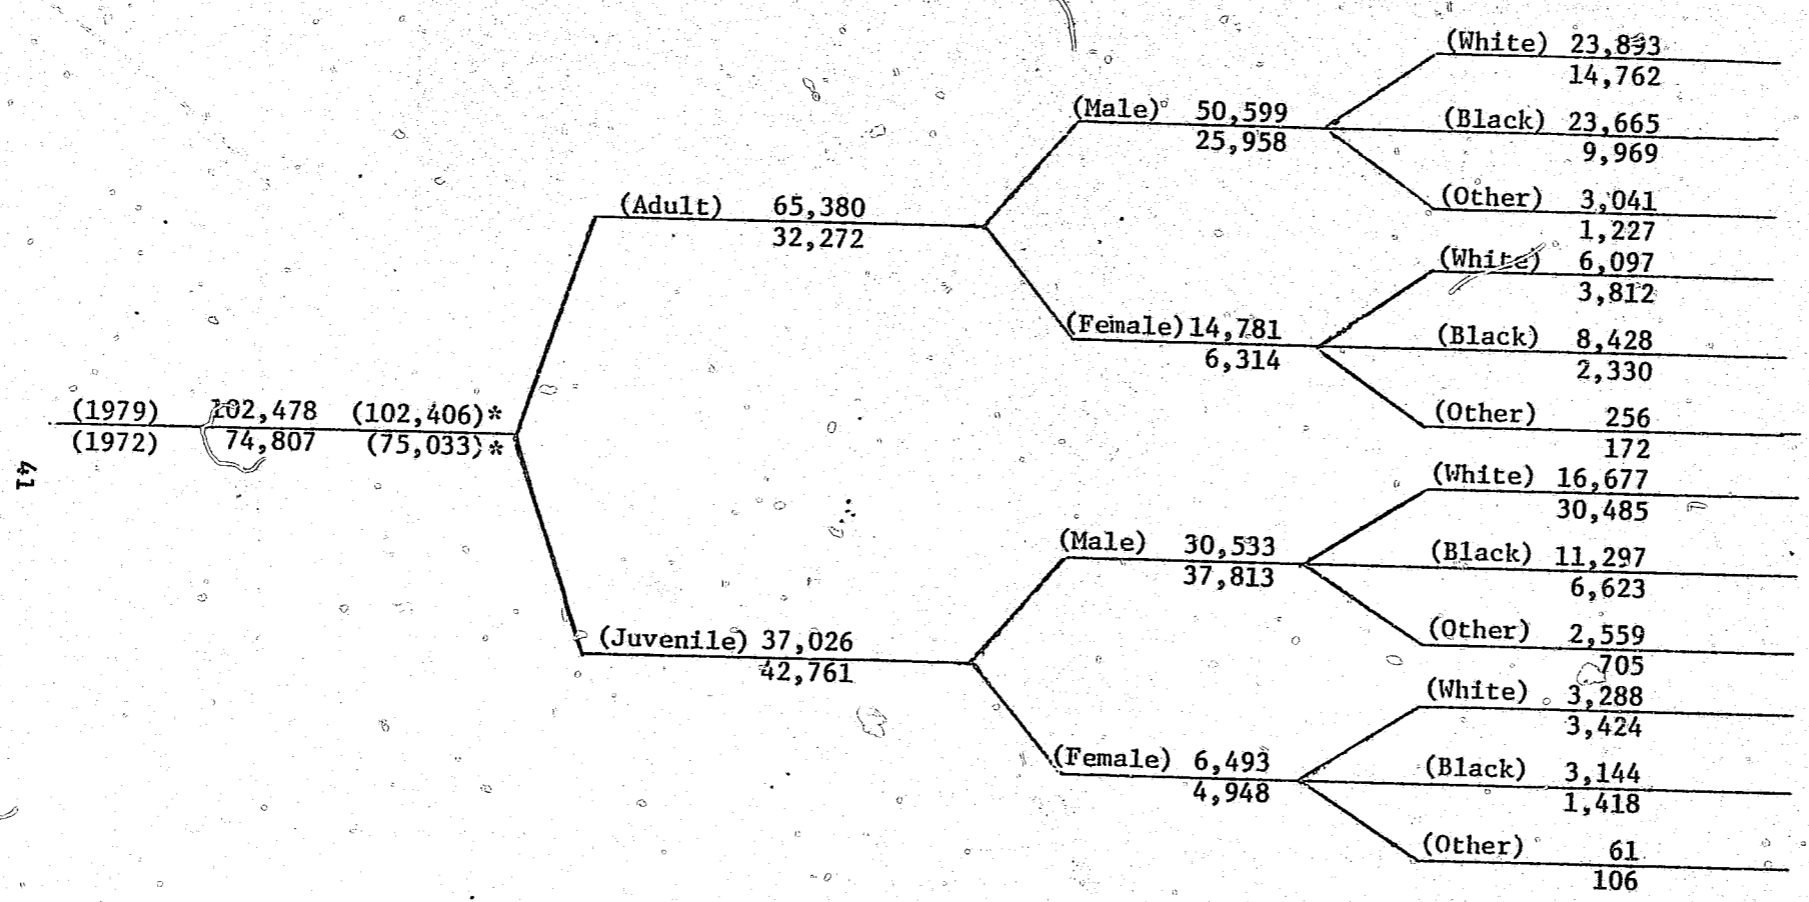 (1979) 102,478 (102,406)*
(1972) 74,807 (75,033)*
(Adult) 65,380
32,272
(Juvenile) 37,026
42,761
(Male) 50,599
25,958
(Female) 14,781
6,314
(Male) 30,533
37,813
(Female) 6,493
4,948
(White) 23,893
14,762
(Black) 23,665
9,969
(Other) 3,041
1,227
(White) 6,097
3,812
(Black) 8,428
2,330
(Other) 256
172
(White) 16,677
30,485
(Black) 11,297
6,623
(Other) 2,559
705
(White) 3,288
3,424
(Black) 3,144
1,418
(Other) 61
106
41